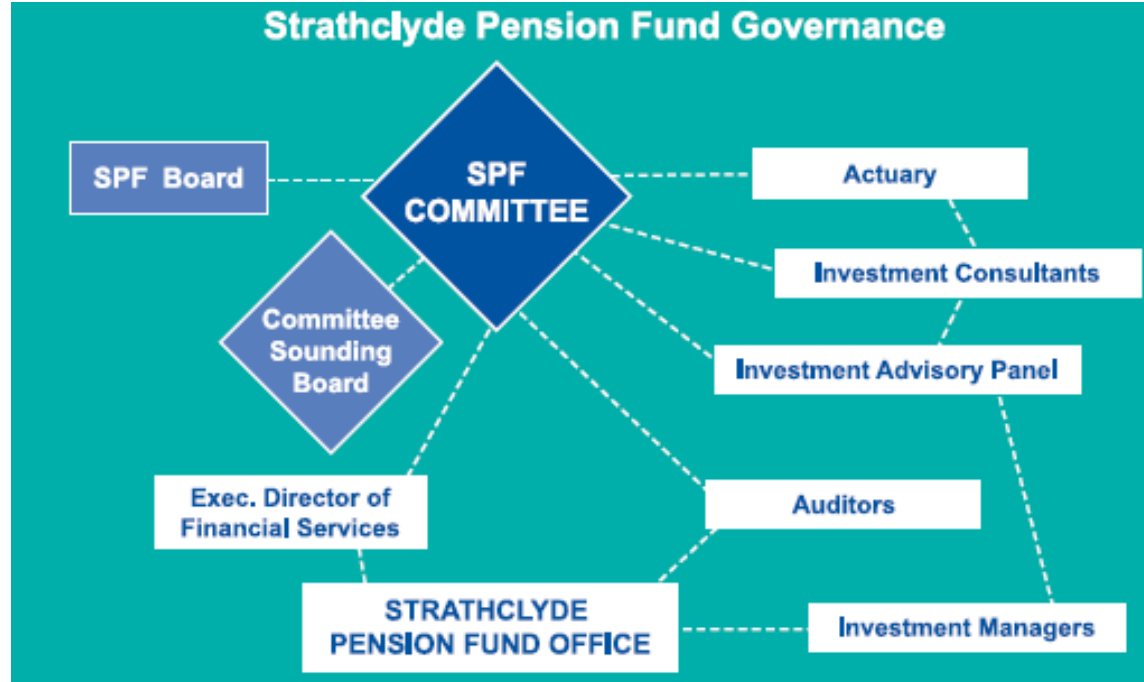 Strathclyde Pension Fund Governance
SPF Board
SPF
COMMITTEE
Actuary
Investment Consultants
Committee
Sounding
Board
Investment Advisory Panel
Exec. Director of
Financial Services
Auditors
STRATHCLYDE
PENSION FUND OFFICE
Investment Managers